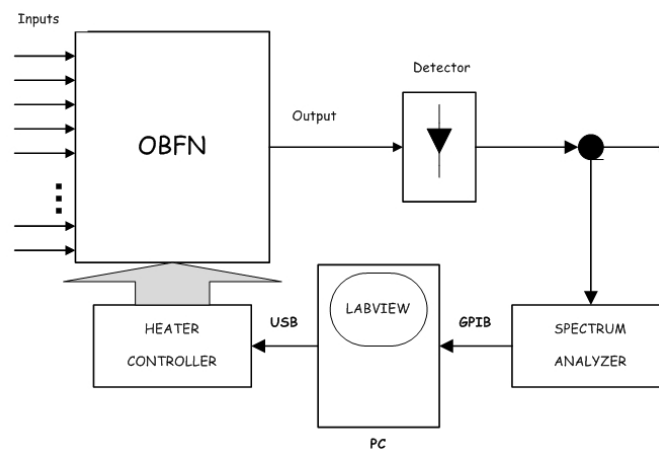 Inputs
OBFN
Output
Detector
HEATER
CONTROLLER
USB
LABVIEW
GPIB
SPECTRUM
ANALYZER
PC